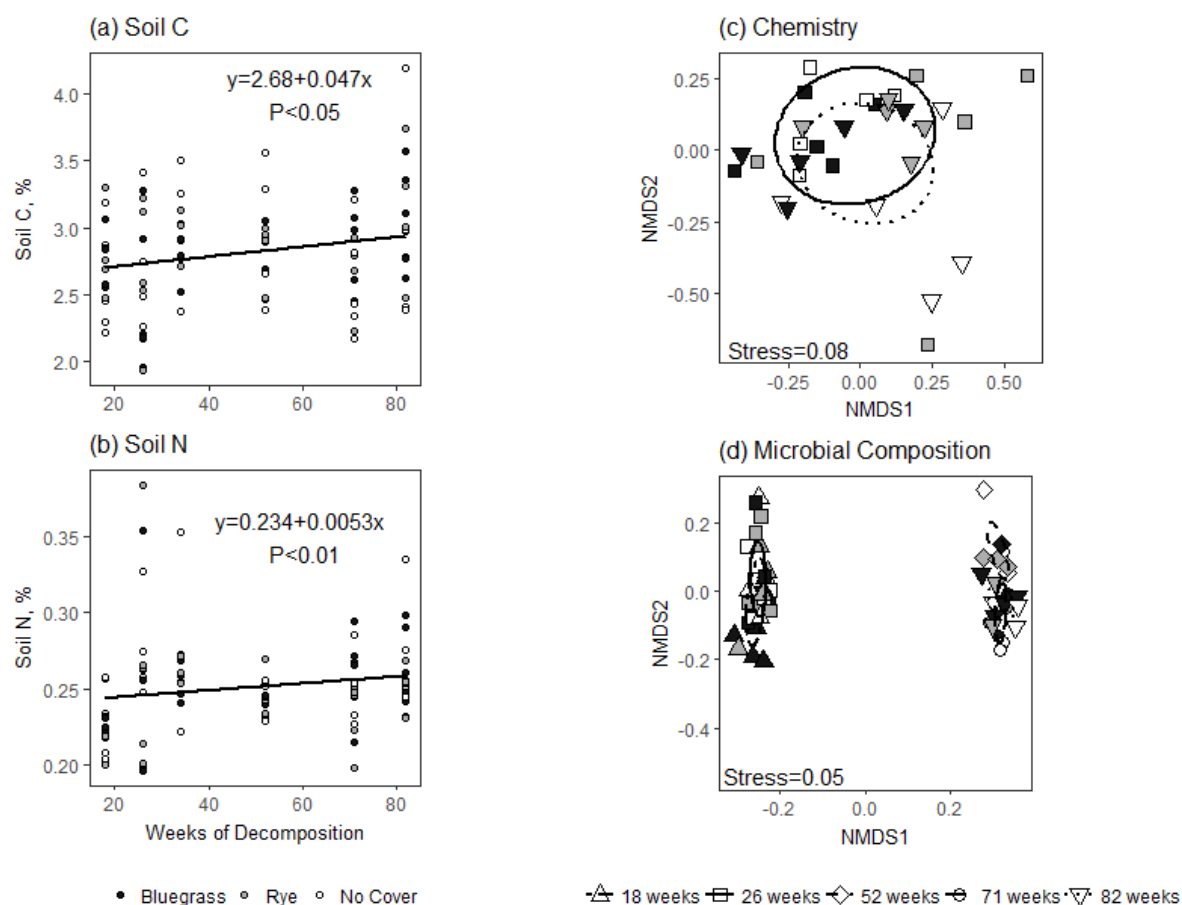 (a) Soil C
y=2.68+0.047x
P<0.05
4.0
3.5
3.0
2.5
2.0
Soil C, %
20 40 60 80
(b) Soil N
y=0.234+0.0053x
P<0.01
0.35
0.30
0.25
0.20
Soil N, %
20 40 60 80
Weeks of Decomposition
Bluegrass Rye No Cover
(c) Chemistry
0.25
0.00
-0.25
-0.50
NMDS2
Stress=0.08
-0.25 0.00 0.25 0.50
NMDS1
(d) Microbial Composition
0.2
0.0
-0.2
-0.4
NMDS2
Stress=0.05
-0.2 0.0 0.2
NMDS1
18 weeks 26 weeks 52 weeks 71 weeks 82 weeks